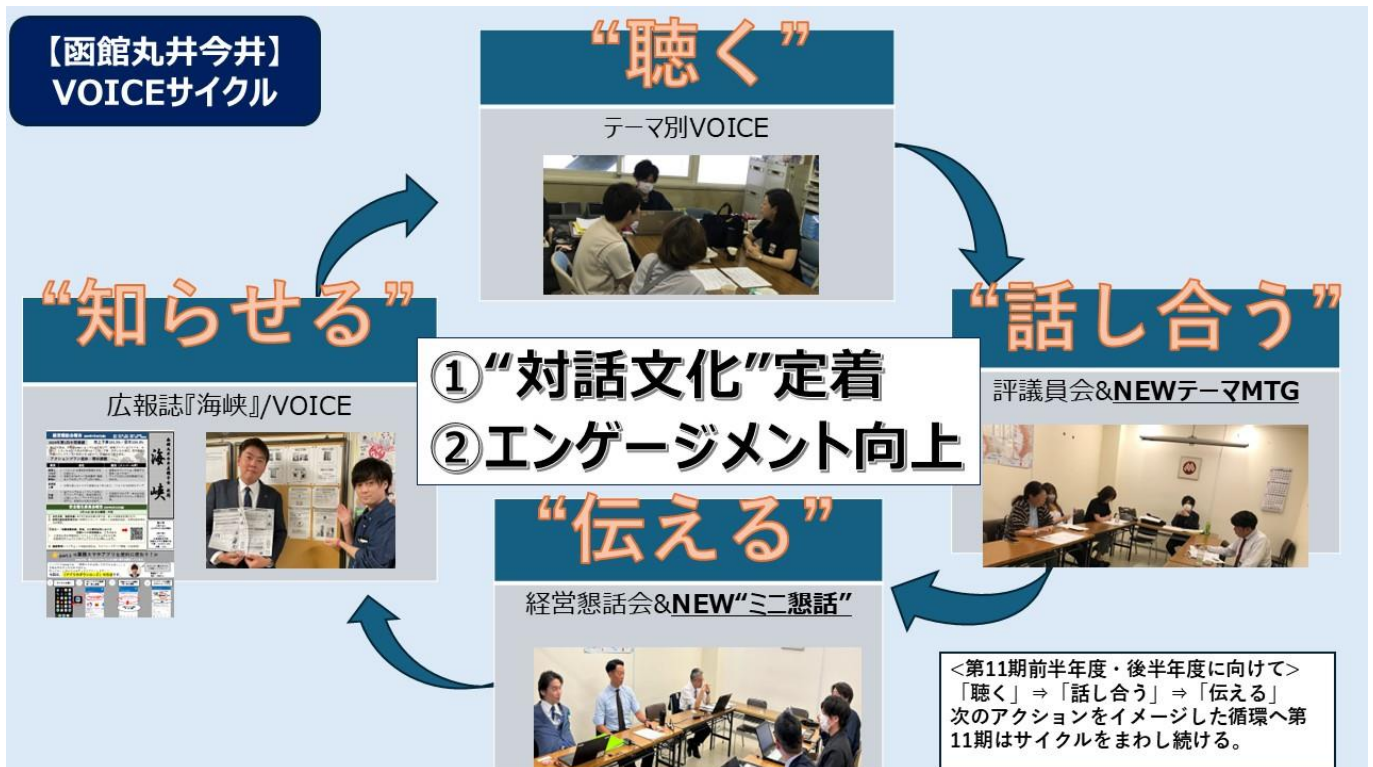 【函館丸井今井】
VOICEサイクル
“聴く”
テーマ別VOICE
“知らせる”
広報誌『海峡』/VOICE
海峡
①“対話文化”定着
②エンゲージメント向上
“話し合う”
評議員会&NEWテーマMTG
“伝える”
経営懇話会&NEW“ミニ懇話”
<第11期前半年度・後半年度に向けて>
「聴く」⇒「話し合う」⇒「伝える」
次のアクションをイメージした循環へ第
11期はサイクルをまわし続ける。